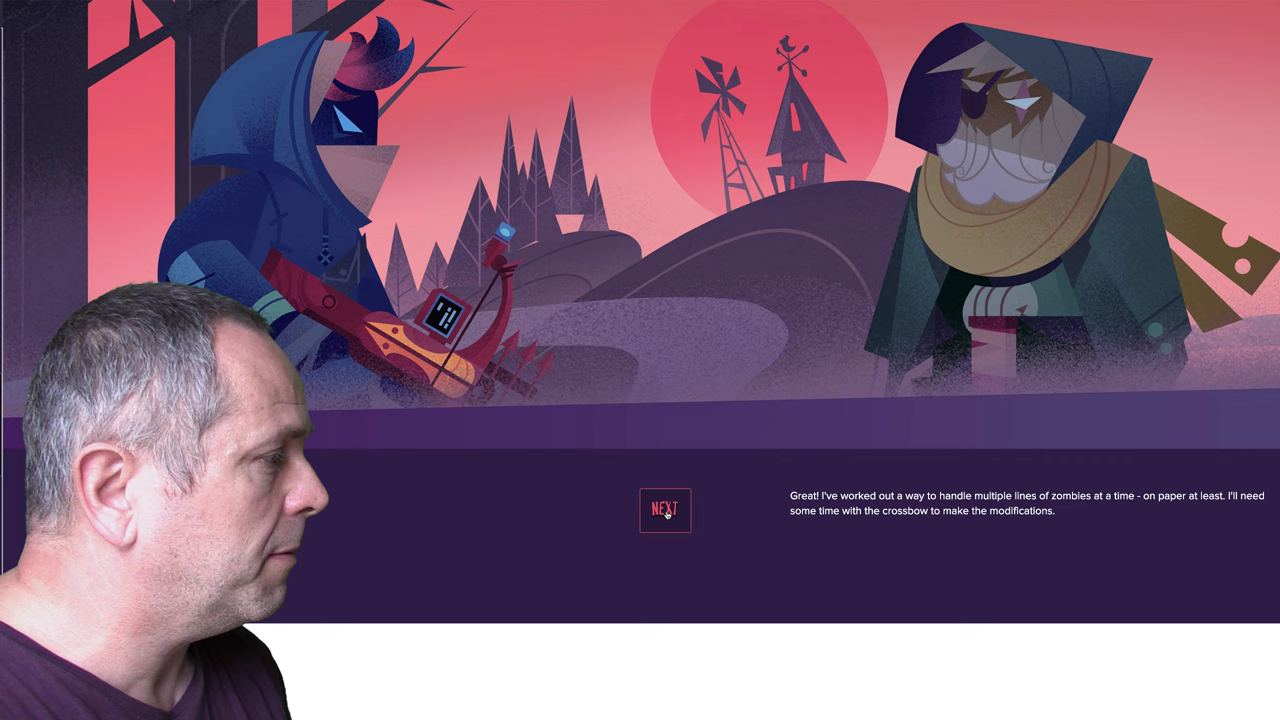 NEXT
Great! I've worked out a way to handle multiple lines of zombies at a time - on paper at least. I'll need
some time with the crossbow to make the modifications.